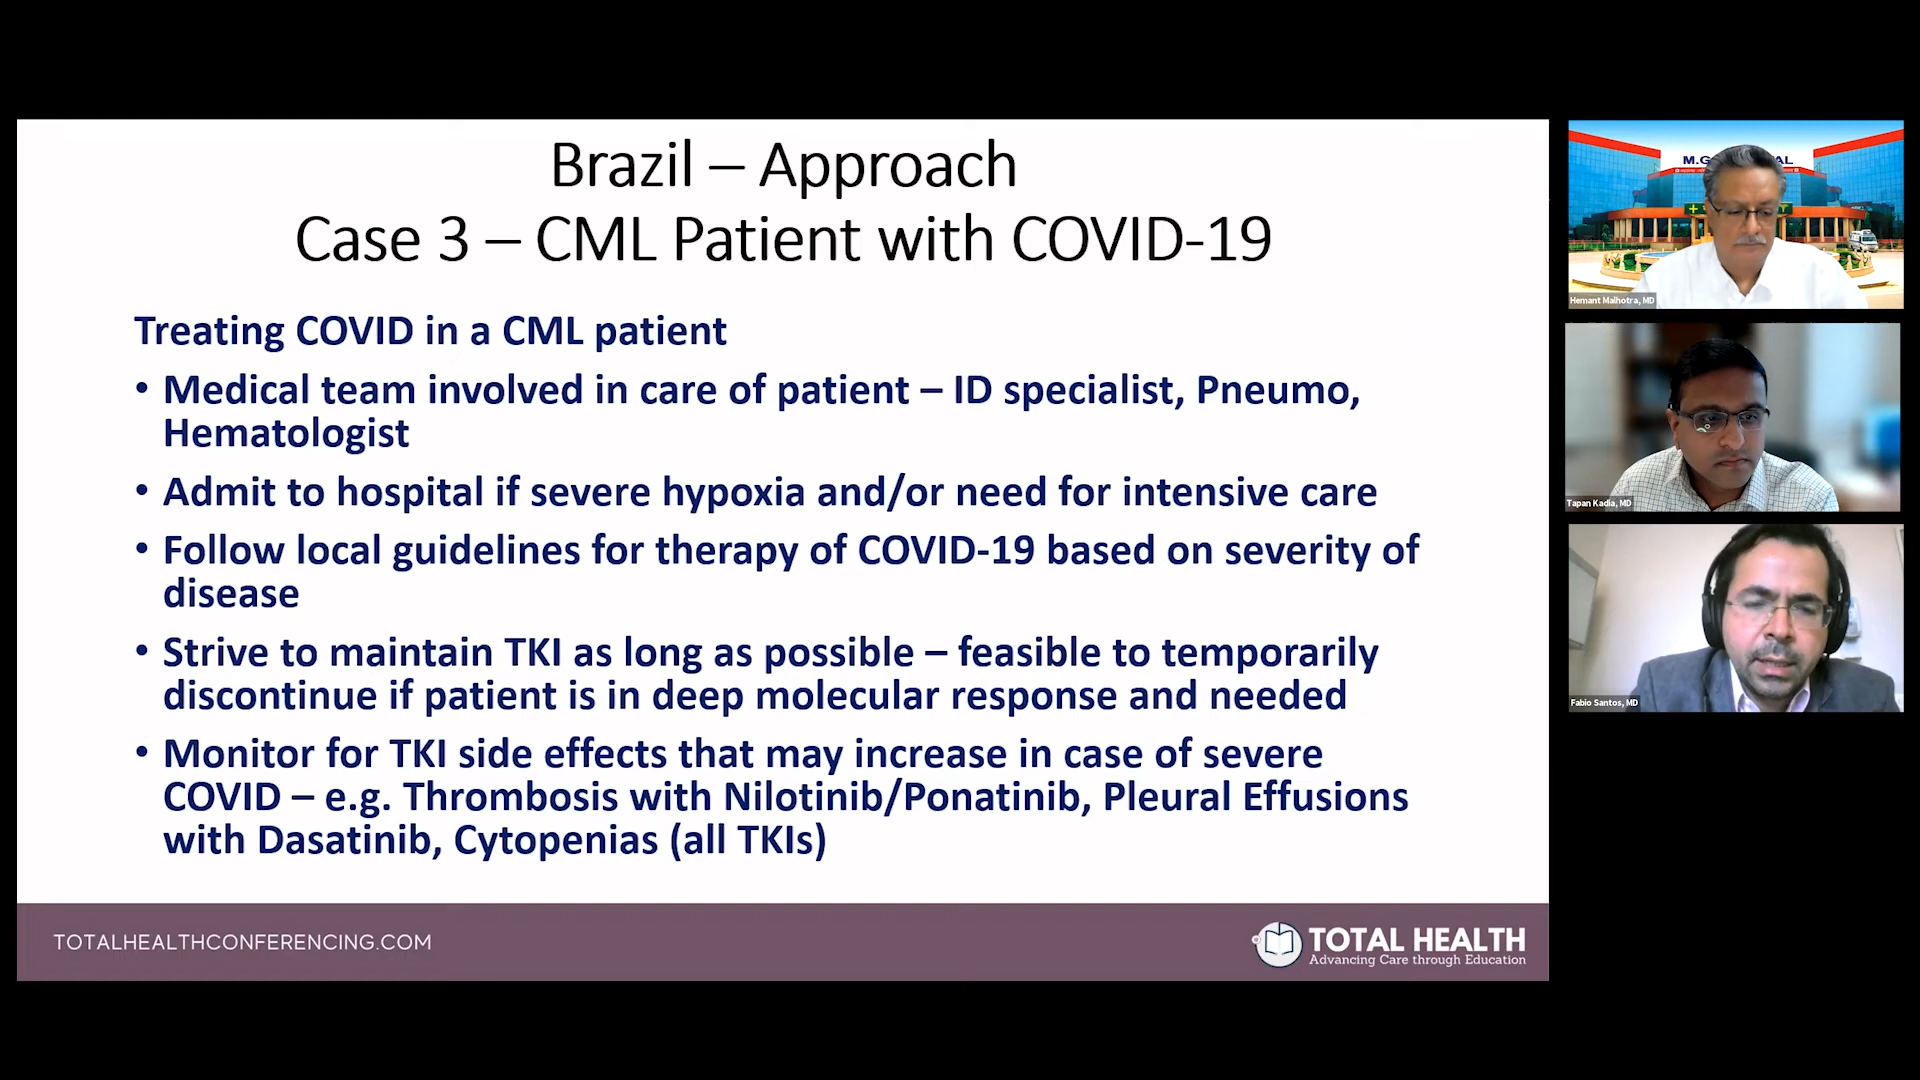 Brazil – Approach
Case 3 – CML Patient with COVID-19
Treating COVID in a CML patient
• Medical team involved in care of patient – ID specialist, Pneumo,
Hematologist
• Admit to hospital if severe hypoxia and/or need for intensive care
• Follow local guidelines for therapy of COVID-19 based on severity of
disease
• Strive to maintain TKI as long as possible – feasible to temporarily
discontinue if patient is in deep molecular response and needed
• Monitor for TKI side effects that may increase in case of severe
COVID – e.g. Thrombosis with Nilotinib/Ponatinib, Pleural Effusions
with Dasatinib, Cytopenias (all TKIs)
TOTALHEALTHCONFERENCING.COM
TOTAL HEALTH
Advancing Care through Education
Hemant Malhotra, MD
Tapan Kadia, MD
Fabio Santos, MD